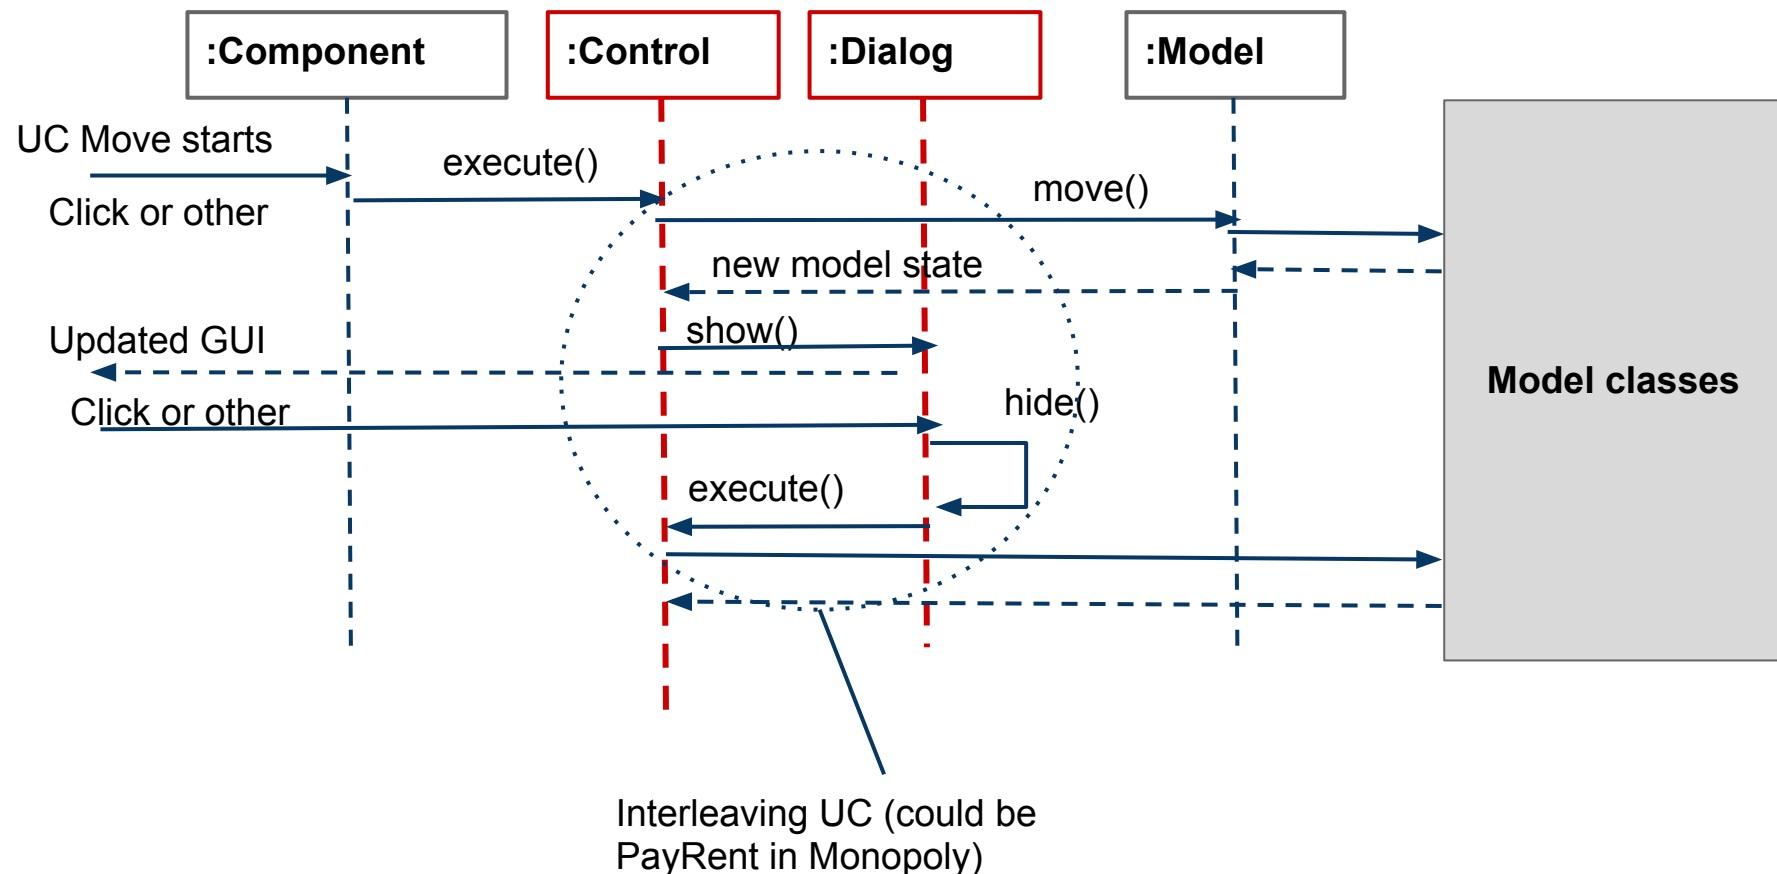 :Component
:Control
:Dialog
:Model
UC Move starts
execute()
move()
Click or other
new model state
show()
Updated GUI
Model classes
hide()
Click or other
execute()
Interleaving UC (could be
PayRent in Monopoly)